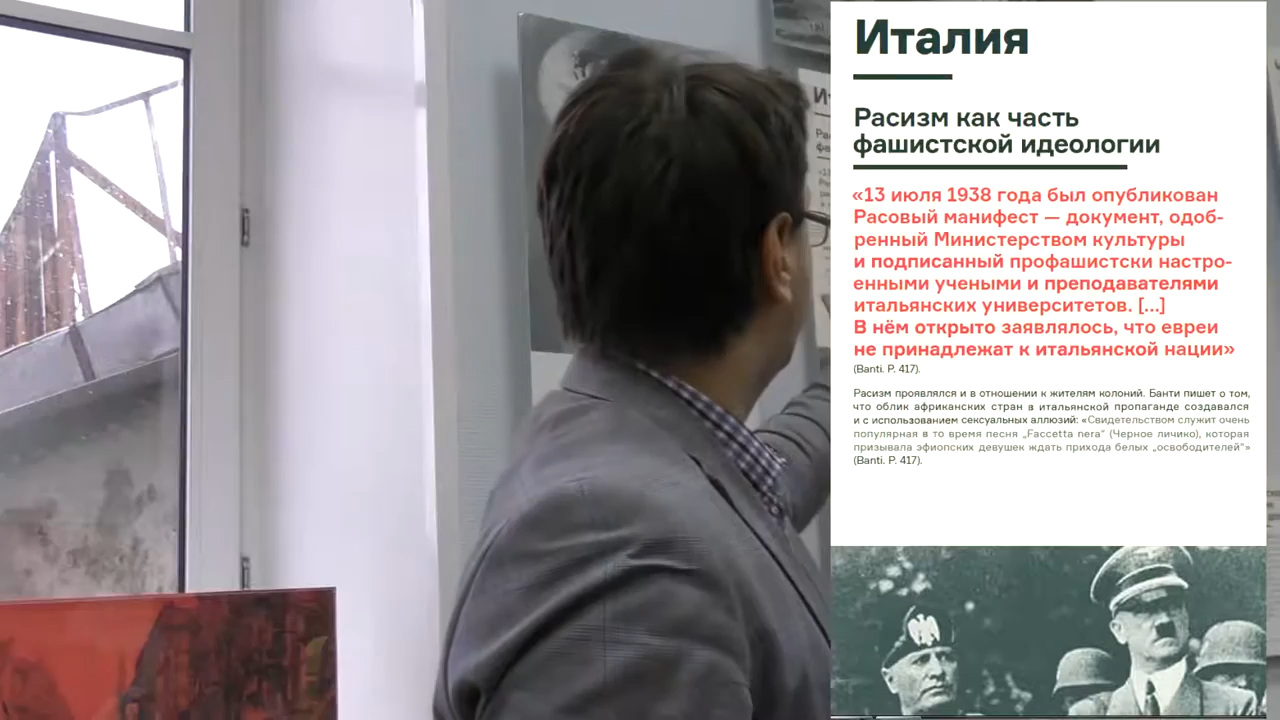 Италия
Расизм как часть
фашистской идеологии
«13 июля 1938 года был опубликован
Расовый манифест — документ, одоб-
ренный Министерством культуры
и подписанный профашистски настро-
енными учеными и преподавателями
итальянских университетов. [...]
В нём открыто заявлялось, что евреи
не принадлежат к итальянской нации»
(Banti. P. 417).
Расизм проявлялся и в отношении к жителям колоний. Банти пишет о том,
что облик африканских стран в итальянской пропаганде создавался
и с использованием сексуальных аллюзий: «Свидетельством служит очень
популярная в то время песня „Faccetta nera“ (Черное личико), которая
призывала эфиопских девушек ждать прихода белых „освободителей“»
(Banti. P. 417).